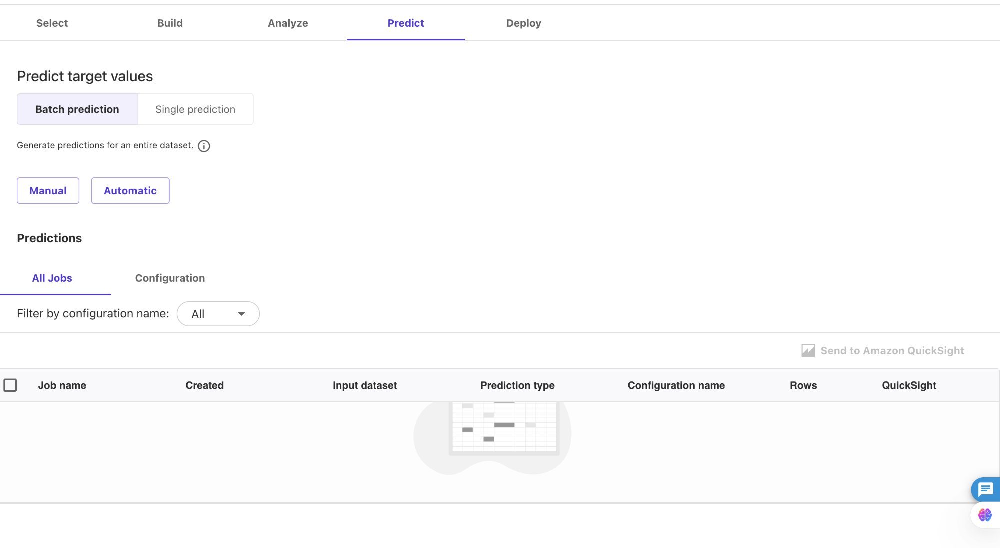 Select Build Analyze Predict Deploy
Predict target values
Batch prediction Single prediction
Generate predictions for an entire dataset.
Manual Automatic
Predictions
All Jobs Configuration
Filter by configuration name: All
Send to Amazon QuickSight
Job name Created Input dataset Prediction type Configuration name Rows QuickSight